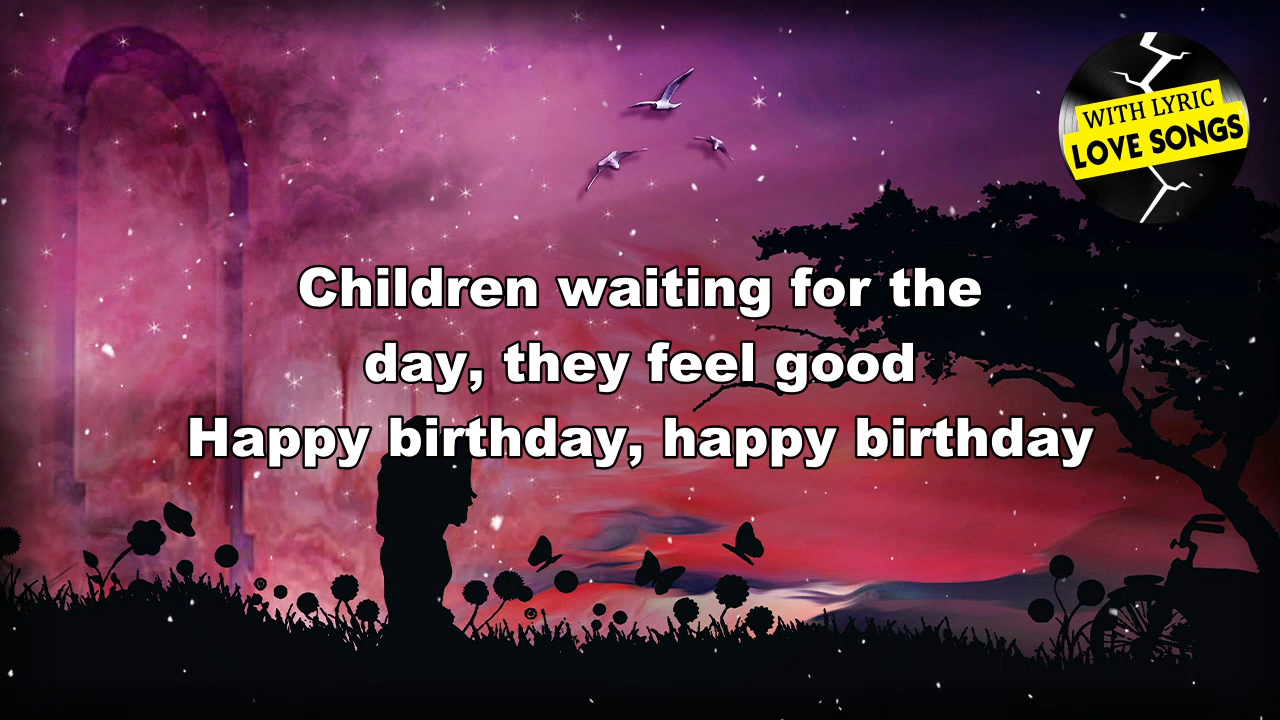 WITH LYRIC
LOVE SONGS
Children waiting for the
day, they feel good
Happy birthday, happy birthday